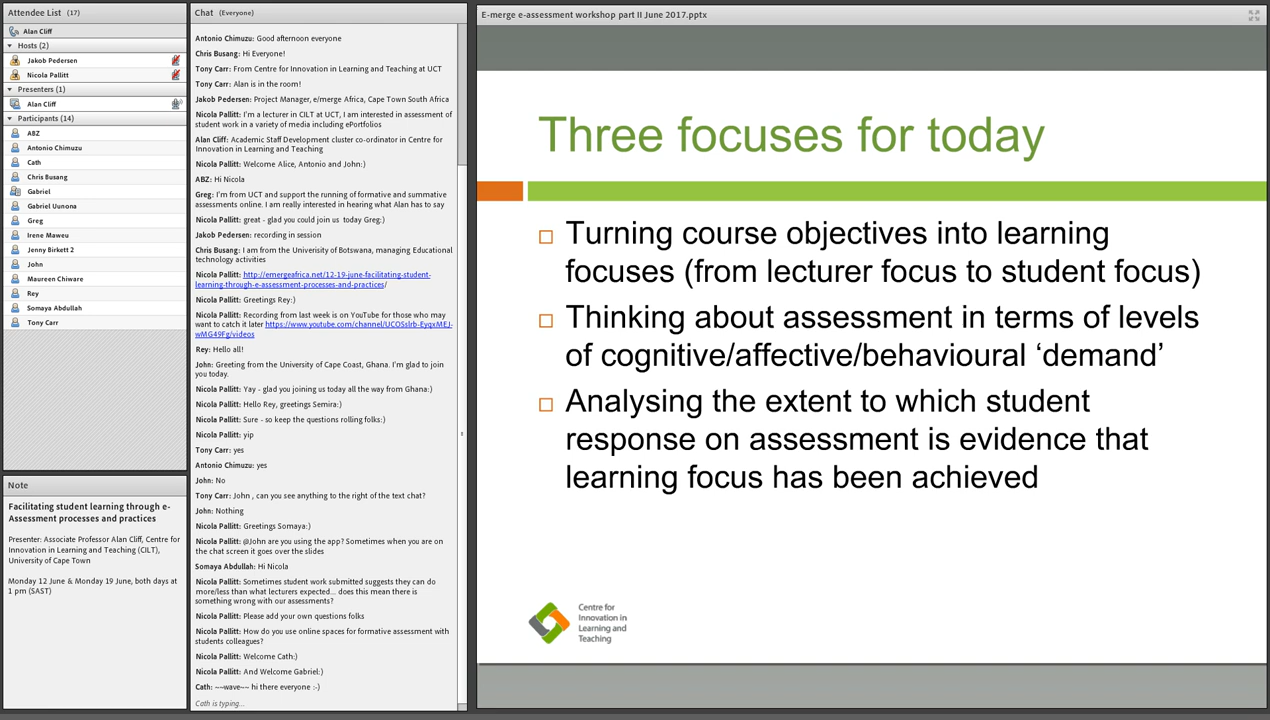 Attendee List (17)
Alan Cliff
Hosts (2)
Jakob Pedersen
Nicola Pallitt
Presenters (1)
Alan Cliff
Participants (14)
ABZ
Antonio Chimuzu
Cath
Chris Busang
Gabriel
Gabriel Uunona
Greg
Irene Maweu
Jenny Birkett 2
John
Maureen Chiware
Rey
Somaya Abdullah
Tony Carr
Note
Facilitating student learning through e-
Assessment processes and practices
Presenter: Associate Professor Alan Cliff, Centre for
Innovation in Learning and Teaching (CILT),
University of Cape Town
Monday 12 June & Monday 19 June, both days at
1 pm (SAST)
Chat (Everyone)
Antonio Chimuzu: Good afternoon everyone
Chris Busang: Hi Everyone!
Tony Carr: From Centre for Innovation in Learning and Teaching at UCT
Tony Carr: Alan is in the room!
Jakob Pedersen: Project Manager, e/merge Africa, Cape Town South Africa
Nicola Pallitt: I'm a lecturer in CILT at UCT, I am interested in assessment of
student work in a variety of media including ePortfolios
Alan Cliff: Academic Staff Development cluster co-ordinator in Centre for
Innovation in Learning and Teaching
Nicola Pallitt: Welcome Alice, Antonio and John:)
ABZ: Hi Nicola
Greg: I'm from UCT and support the running of formative and summative
assessments online. I am really interested in hearing what Alan has to say
Nicola Pallitt: great - glad you could join us today Greg:)
Jakob Pedersen: recording in session
Chris Busang: I am from the Univerisity of Botswana, managing Educational
technology activities
Nicola Pallitt: http://emergeafrica.net/12-19-june-facilitating-student-
learning-through-e-assessment-processes-and-practices/
Nicola Pallitt: Greetings Rey:)
Nicola Pallitt: Recording from last week is on YouTube for those who may
want to catch it later https://www.youtube.com/channel/UCOSslrb-EyqxMEJ-
wMG49Fg/videos
Rey: Hello all!
John: Greeting from the University of Cape Coast, Ghana. I'm glad to join
you today.
Nicola Pallitt: Yay - glad you joining us today all the way from Ghana:)
Nicola Pallitt: Hello Rey, greetings Semira:)
Nicola Pallitt: Sure - so keep the questions rolling folks:)
Nicola Pallitt: yip
Tony Carr: yes
Antonio Chimuzu: yes
John: No
Tony Carr: John , can you see anything to the right of the text chat?
John: Nothing
Nicola Pallitt: Greetings Somaya:)
Nicola Pallitt: @John are you using the app? Sometimes when you are on
the chat screen it goes over the slides
Somaya Abdullah: Hi Nicola
Nicola Pallitt: Sometimes student work submitted suggests they can do
more/less than what lecturers expected... does this mean there is
something wrong with our assessments?
Nicola Pallitt: Please add your own questions folks
Nicola Pallitt: How do you use online spaces for formative assessment with
students colleagues?
Nicola Pallitt: Welcome Cath:)
Nicola Pallitt: And Welcome Gabriel:)
Cath: ~~wave~~ hi there everyone :-)
Cath is typing...
E-merge e-assessment workshop part II June 2017.pptx
Three focuses for today
Turning course objectives into learning
focuses (from lecturer focus to student focus)
Thinking about assessment in terms of levels
of cognitive/affective/behavioural ‘demand’
Analysing the extent to which student
response on assessment is evidence that
learning focus has been achieved
Centre for
Innovation in
Learning and
Teaching